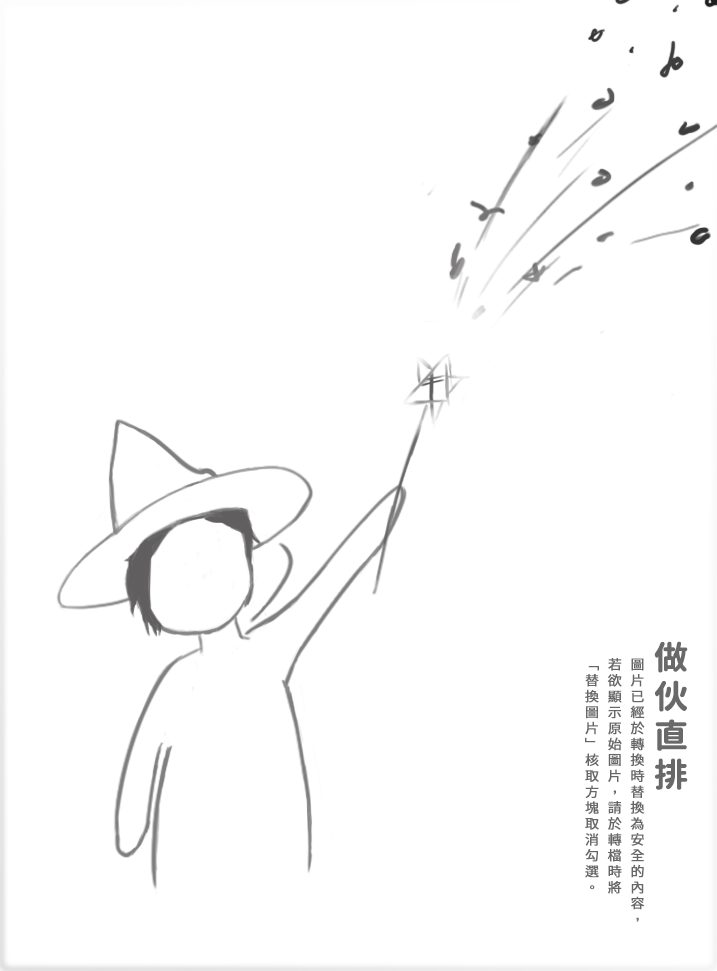 做伙直排
圖片已經於轉換時替換為安全的內容，
若欲顯示原始圖片，請於轉檔時將
「替換圖片」核取方塊取消勾選。